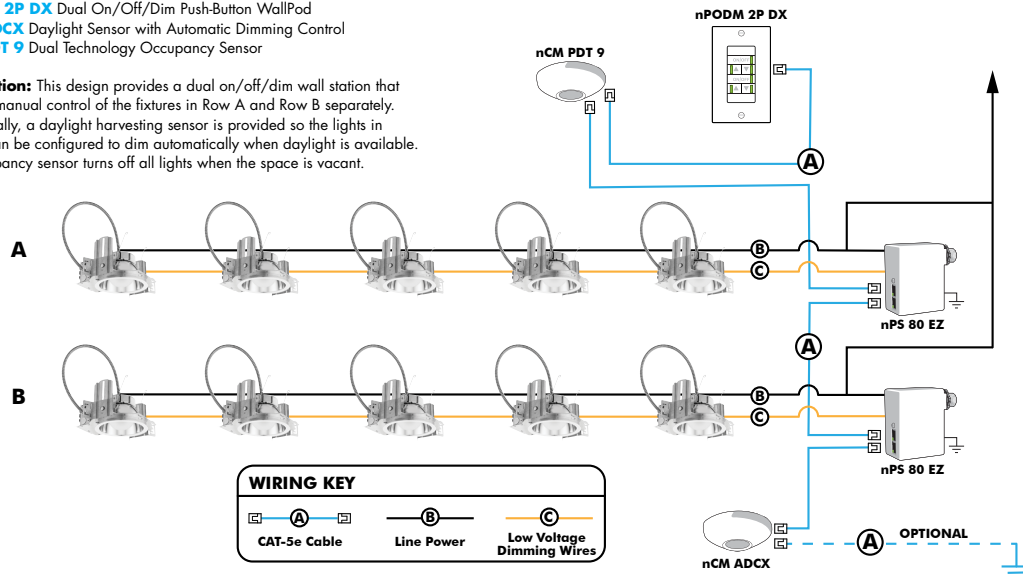 2P DX Dual On/Off/Dim Push-Button WallPod
DCX Daylight Sensor with Automatic Dimming Control
DT 9 Dual Technology Occupancy Sensor
tion: This design provides a dual on/off/dim wall station that
manual control of the fixtures in Row A and Row B separately.
ally, a daylight harvesting sensor is provided so the lights in
n be configured to dim automatically when daylight is available.
pancy sensor turns off all lights when the space is vacant.
nPODM 2P DX
nCM PDT 9
ON/OFF
ON/OFF
A
A
B
C
nPS 80 EZ
A
B
B
C
nPS 80 EZ
WIRING KEY
A
B
C
CAT-5e Cable
Line Power
Low Voltage
Dimming Wires
A
OPTIONAL
nCM ADCX